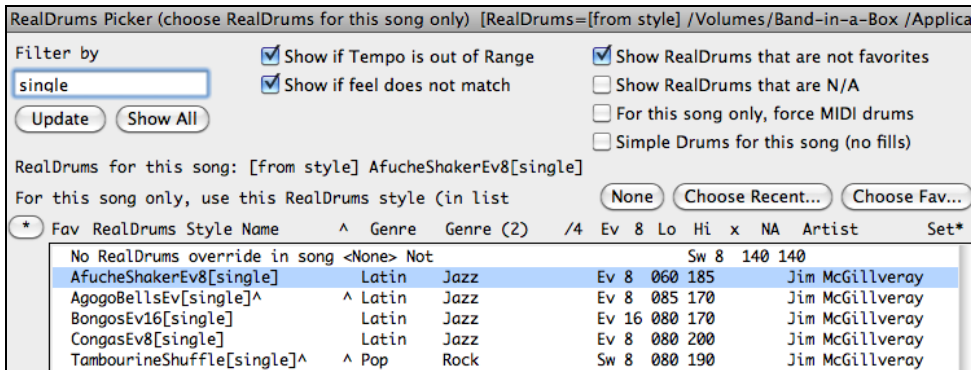 RealDrums Picker (choose RealDrums for this song only) [RealDrums=[from style] /Volumes/Band-in-a-Box /Applica
Filter by
single
Update Show All
Show if Tempo is out of Range
Show if feel does not match
Show RealDrums that are not favorites
Show RealDrums that are N/A
For this song only, force MIDI drums
Simple Drums for this song (no fills)
RealDrums for this song: [from style] AfucheShakerEv8[single]
For this song only, use this RealDrums style (in list None Choose Recent... Choose Fav...
* Fav RealDrums Style Name ^ Genre Genre (2) /4 Ev 8 Lo Hi x NA Artist Set*
No RealDrums override in song <None> Not Sw 8 140 140
AfucheShakerEv8[single] Latin Jazz Ev 8 060 185 Jim McGillveray
AgogoBellsEv[single]^ ^ Latin Jazz Ev 8 085 170 Jim McGillveray
BongosEv16[single] Latin Jazz Ev 16 080 170 Jim McGillveray
CongasEv8[single] Latin Jazz Ev 8 080 200 Jim McGillveray
TambourineShuffle[single]^ ^ Pop Rock Sw 8 080 190 Jim McGillveray